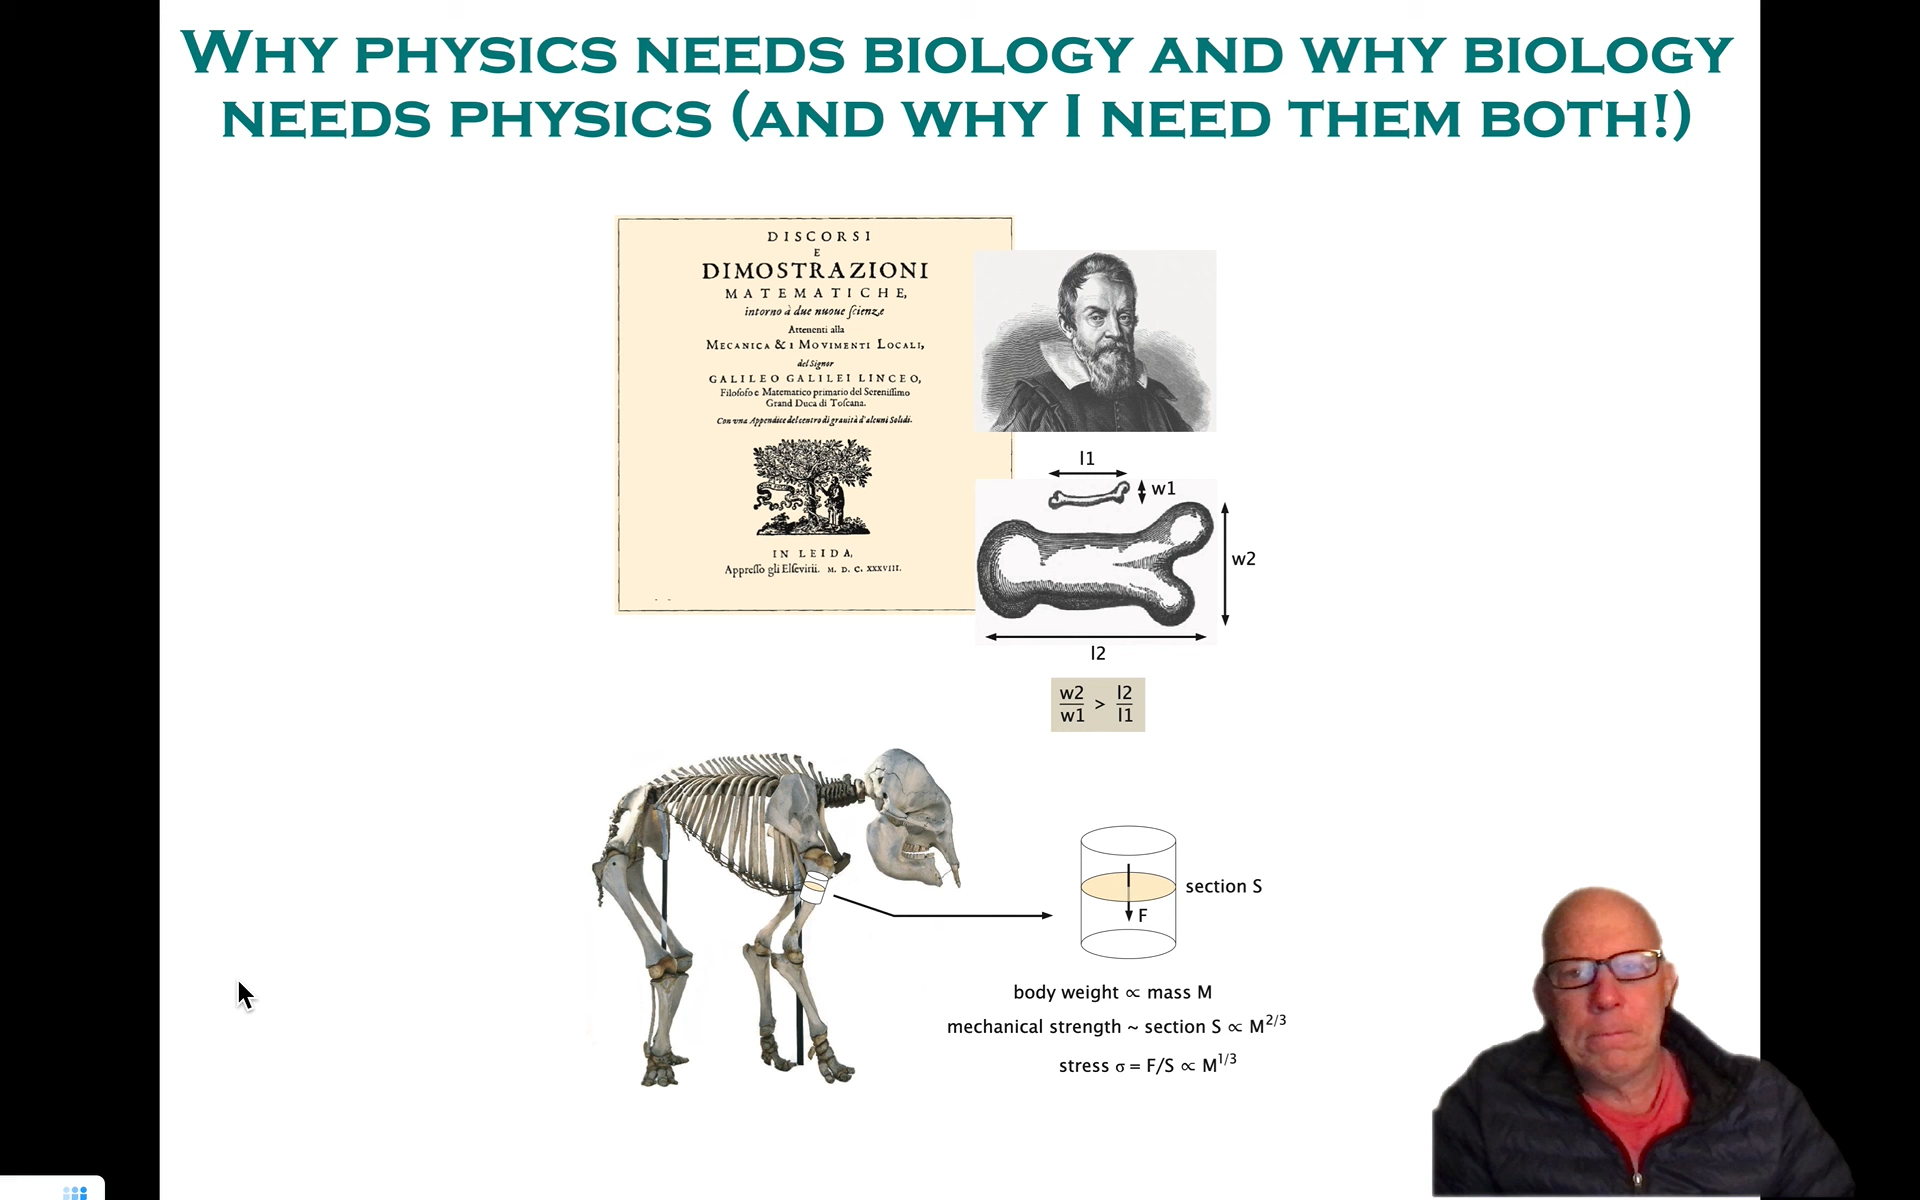 WHY PHYSICS NEEDS BIOLOGY AND WHY BIOLOGY
NEEDS PHYSICS (AND WHY I NEED THEM BOTH!)
DISCORSI
E
DIMOSTRAZIONI
MATEMATICHE,
intorno à due nuoue ſcienze
Attenenti alla
MECANICA & i MOVIMENTI LOCALI,
del Signor
GALILEO GALILEI LINCEO,
Filoſofo e Matematico primario del Sereniſſimo
Grand Duca di Toſcana.
Con vna Appendice del centro di grauità d'alcuni Solidi.
IN LEIDA,
Appreſſo gli Elſevirii. M. D. C. XXXVIII.
l1
w1
w2
l2
w2/w1 > l2/l1
section S
F
body weight ∝ mass M
mechanical strength ~ section S ∝ M^2/3
stress σ = F/S ∝ M^1/3